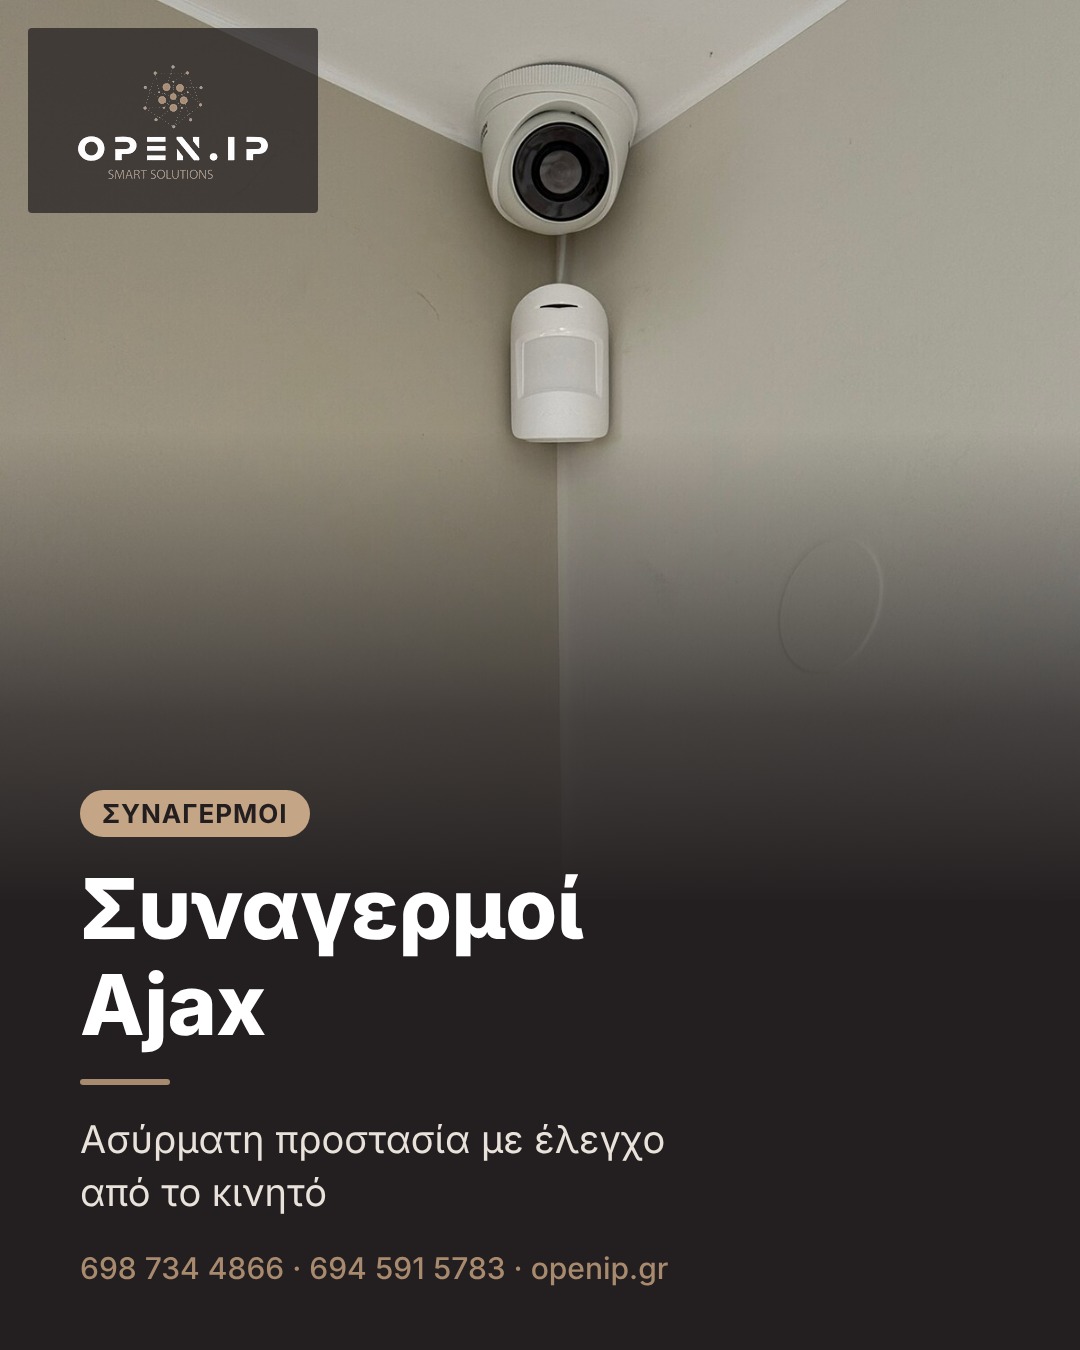 OPEN.IP
SMART SOLUTIONS
ΣΥΝΑΓΕΡΜΟΙ
Συναγερμοί
Ajax
Ασύρματη προστασία με έλεγχο
από το κινητό
698 734 4866 · 694 591 5783 · openip.gr